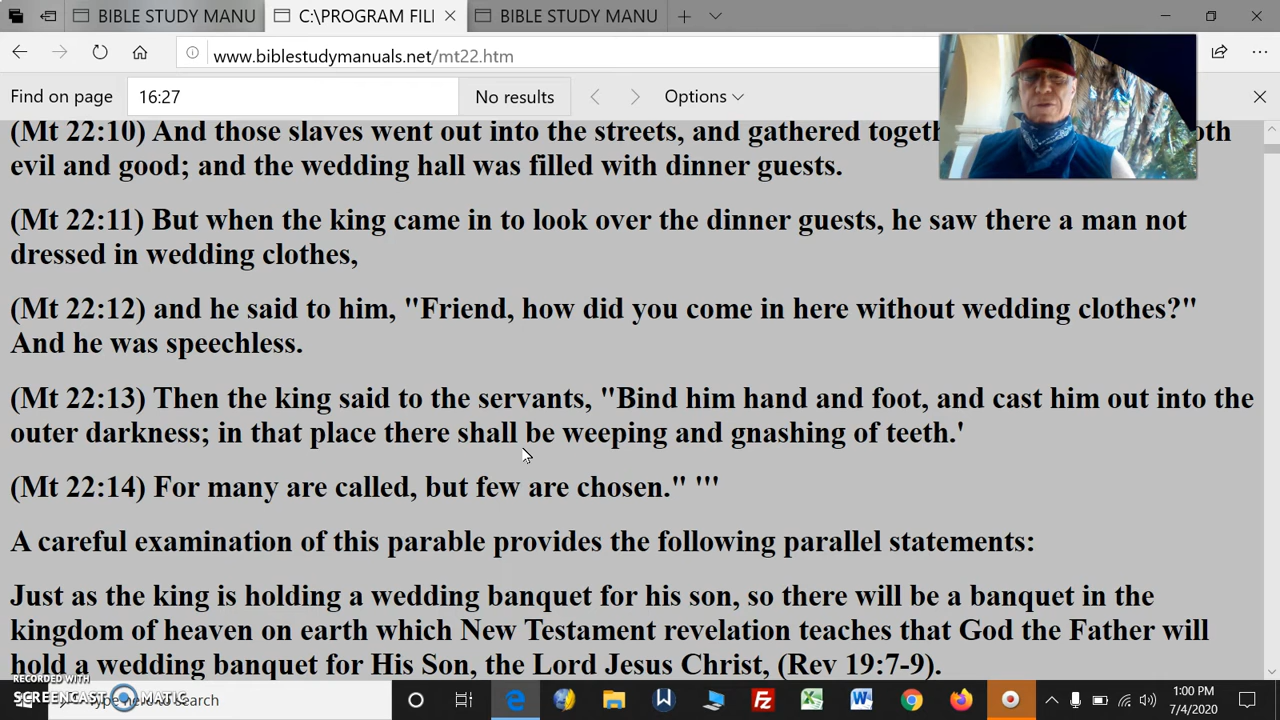 BIBLE STUDY MANU
C:\PROGRAM FILI
BIBLE STUDY MANU
www.biblestudymanuals.net/mt22.htm
Find on page
16:27
No results
Options
(Mt 22:10) And those slaves went out into the streets, and gathered togeth
evil and good; and the wedding hall was filled with dinner guests.
(Mt 22:11) But when the king came in to look over the dinner guests, he saw there a man not
dressed in wedding clothes,
(Mt 22:12) and he said to him, "Friend, how did you come in here without wedding clothes?"
And he was speechless.
(Mt 22:13) Then the king said to the servants, "Bind him hand and foot, and cast him out into the
outer darkness; in that place there shall be weeping and gnashing of teeth.'
(Mt 22:14) For many are called, but few are chosen." '"
A careful examination of this parable provides the following parallel statements:
Just as the king is holding a wedding banquet for his son, so there will be a banquet in the
kingdom of heaven on earth which New Testament revelation teaches that God the Father will
hold a wedding banquet for His Son, the Lord Jesus Christ, (Rev 19:7-9).
RECORDED WITH
SCREENCAST MATIC
Type here to search
1:00 PM
7/4/2020